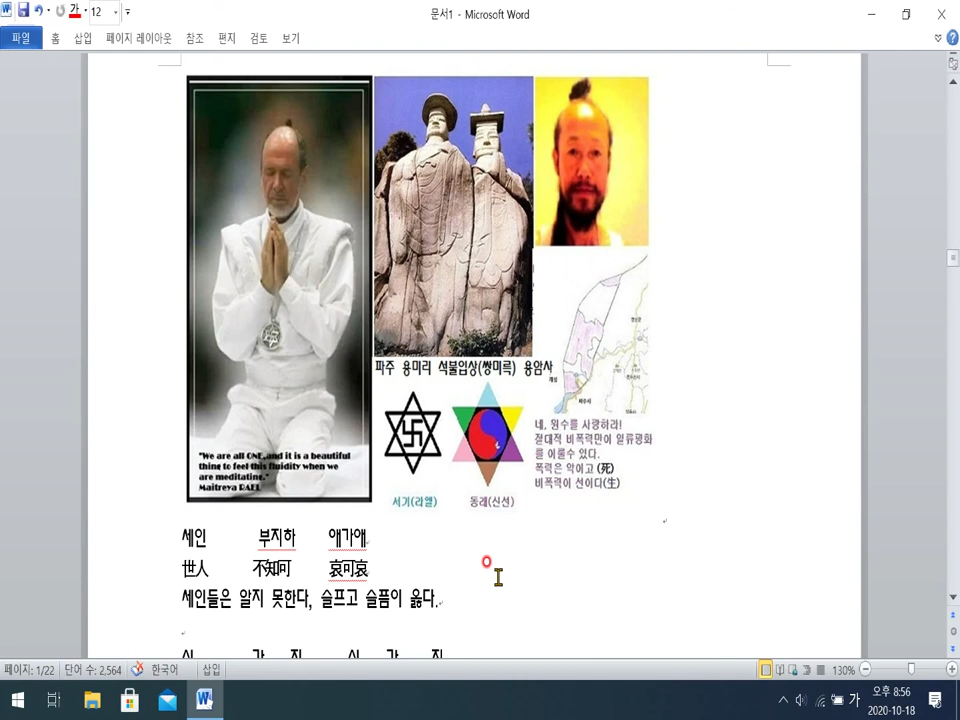 가
12
문서1 - Microsoft Word
파일
홈
삽입
페이지 레이아웃
참조
편지
검토
보기
"We are all ONE,and it is a beautiful
thing to feel this fluidity when we
are meditatine."
Maitreya RAEL
파주 용미리 석불입상(쌍미륵) 용암사
서기(라엘)
동래(신선)
네, 원수를 사랑하라!
절대적 비폭력만이 인류평화
를 이룰수 있다.
폭력은 악이고 (死)
비폭력이 선이다(生)
세인 부지하 애가애
世人 不知可 哀可哀
세인들은 알지 못한다, 슬프고 슬픔이 옳다.
페이지: 1/22
단어 수: 2,564
한국어
삽입
130%
가
오후 8:56
2020-10-18